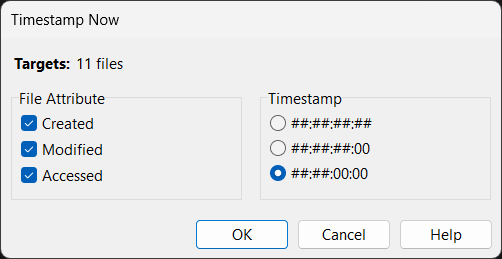 Timestamp Now
Targets: 11 files
File Attribute
Created
Modified
Accessed
Timestamp
##:##:##:##
##:##:##:00
##:##:00:00
OK
Cancel
Help